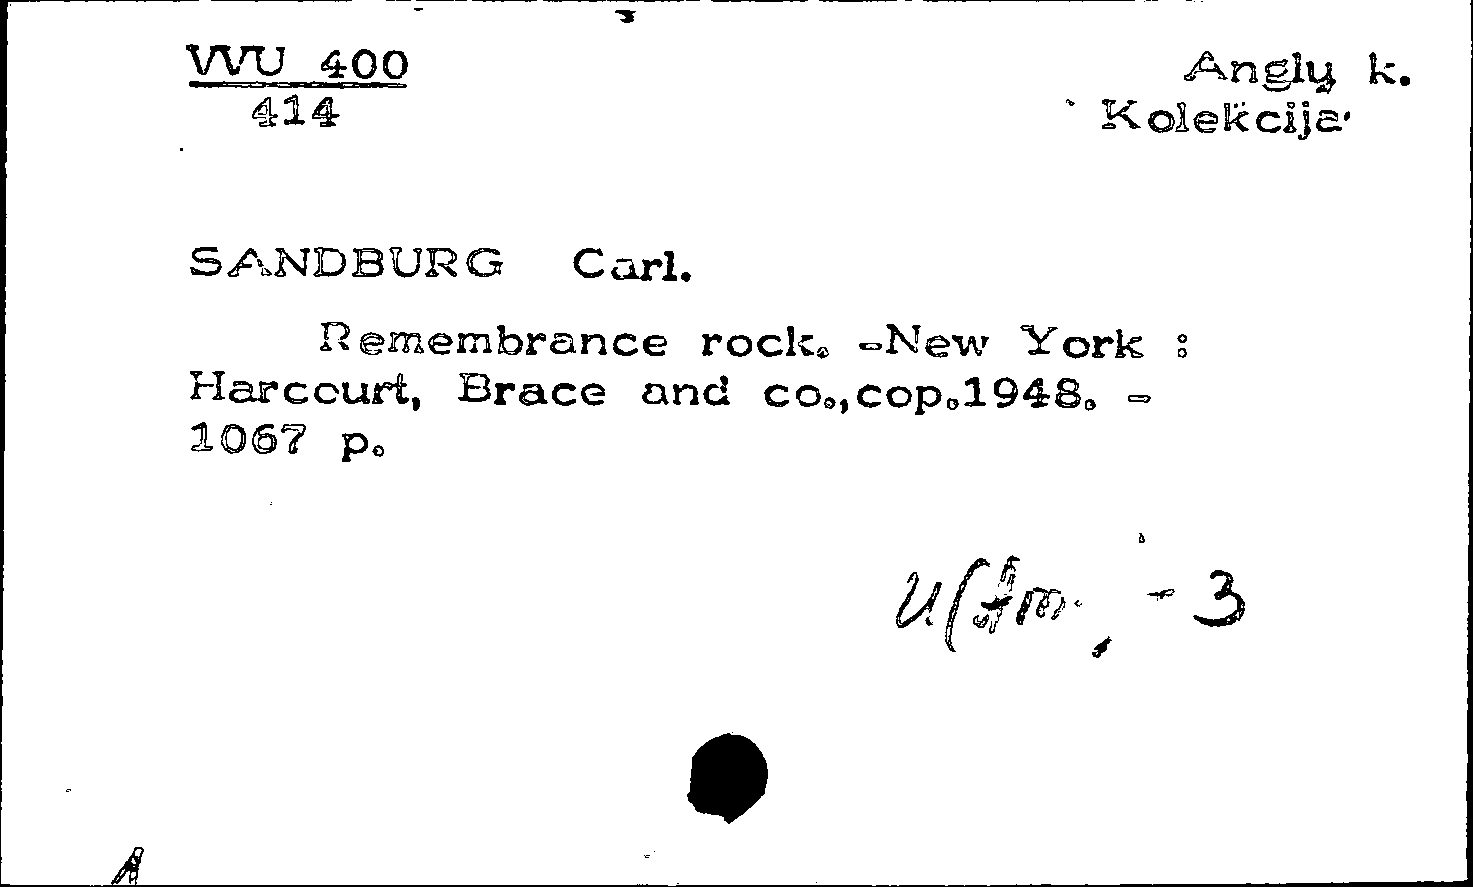 VVU 400
414
Anglų k.
Kolekcija
SANDBURG Carl.
Remembrance rock. -New York :
Harcourt, Brace and co.,cop.1948. -
1067 p.
- 3
A